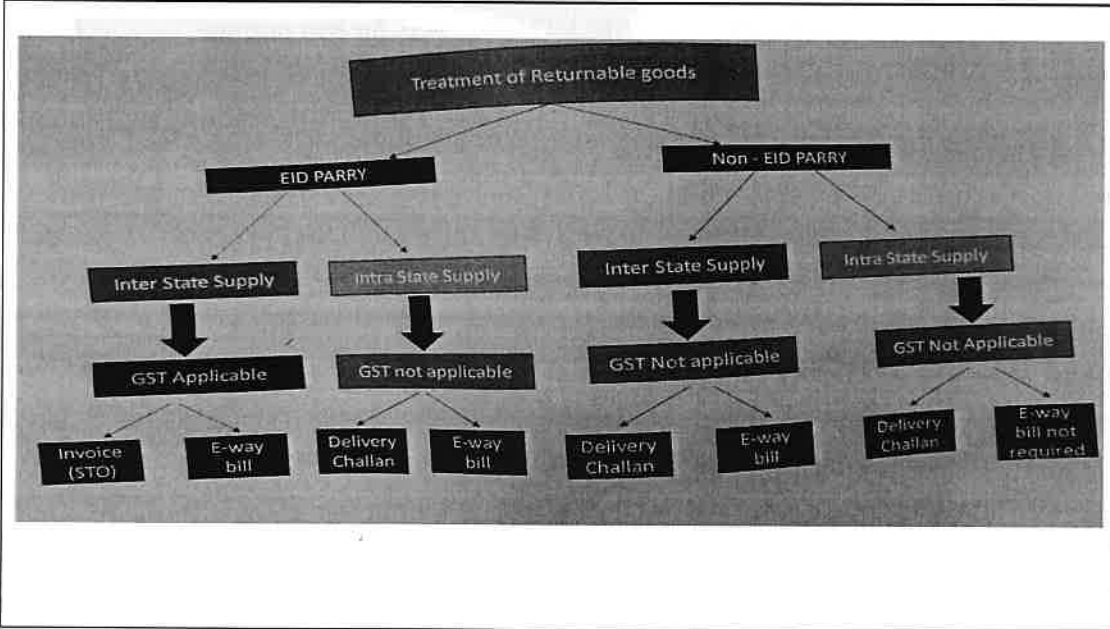 Treatment of Returnable goods
EID PARRY
Non - EID PARRY
Inter State Supply
Intra State Supply
Inter State Supply
Intra State Supply
GST Applicable
GST not applicable
GST Not applicable
GST Not Applicable
Invoice
(STO)
E-way
bill
Delivery
Challan
E-way
bill
Delivery
Challan
E-way
bill
Delivery
Challan
E-way
bill not
required